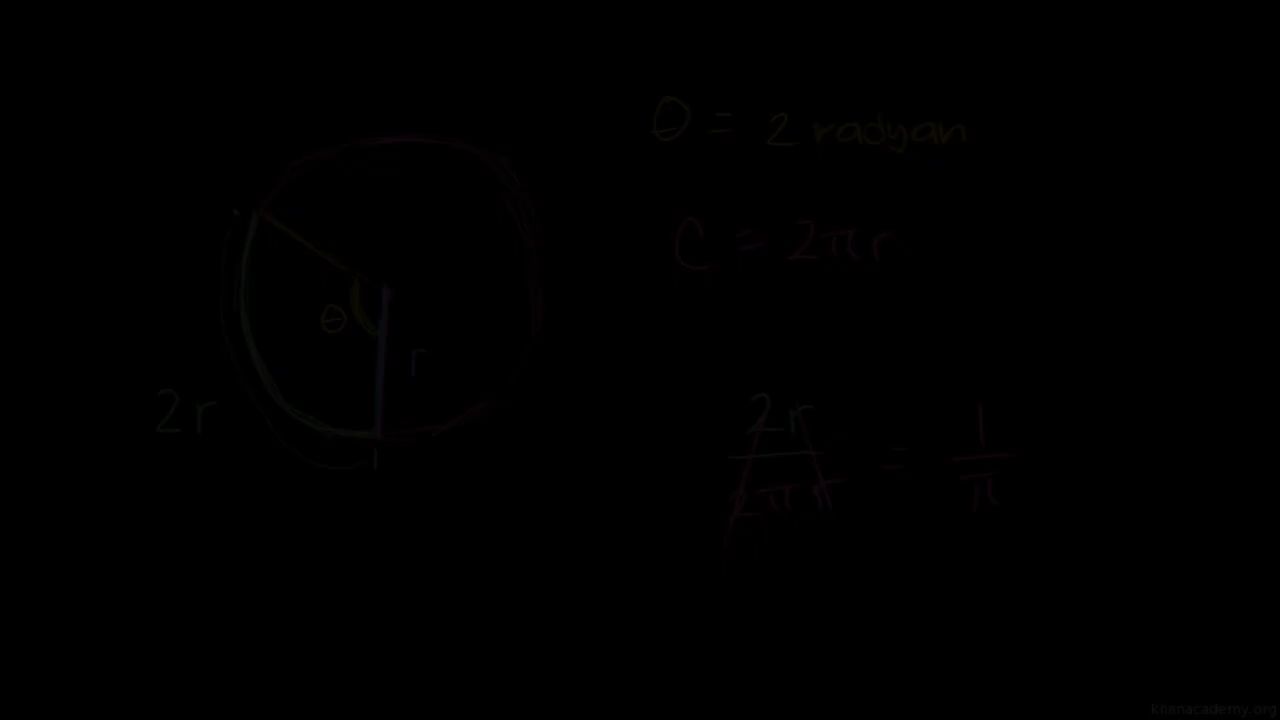 θ = 2 radyan
C = 2πr
θ
r
2r
2r / 2πr = 1 / π
khanacademy.org